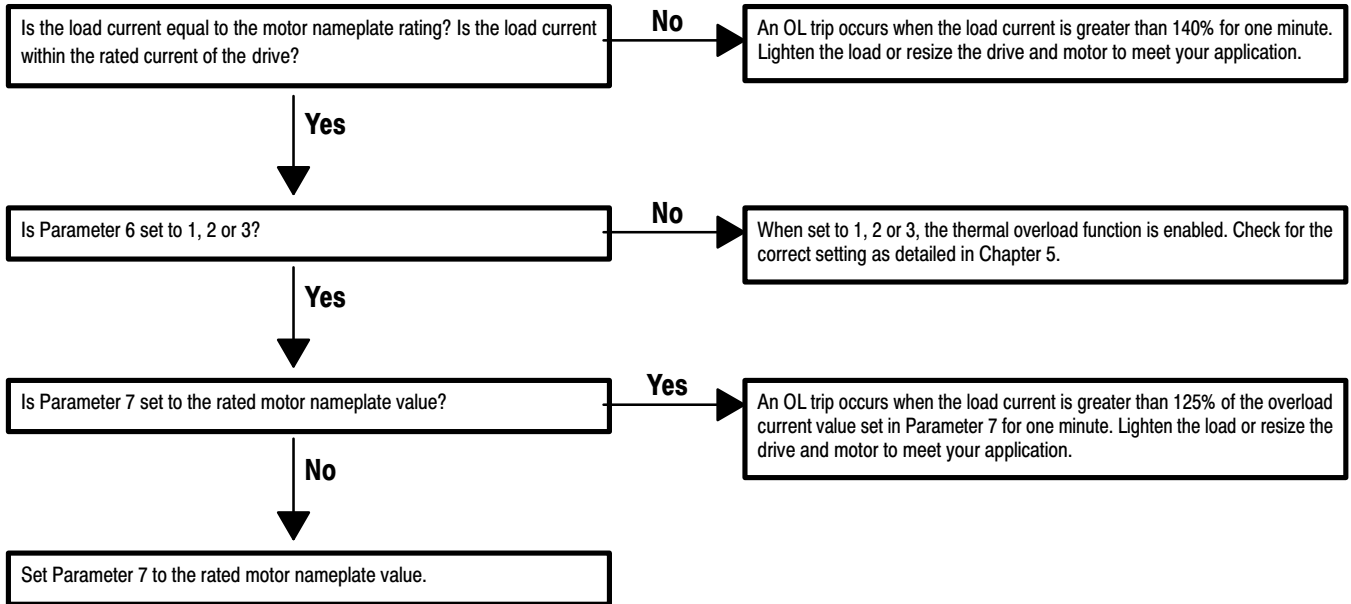 Is the load current equal to the motor nameplate rating? Is the load current
within the rated current of the drive?
No
An OL trip occurs when the load current is greater than 140% for one minute.
Lighten the load or resize the drive and motor to meet your application.
Yes
Is Parameter 6 set to 1, 2 or 3?
No
When set to 1, 2 or 3, the thermal overload function is enabled. Check for the
correct setting as detailed in Chapter 5.
Yes
Is Parameter 7 set to the rated motor nameplate value?
Yes
An OL trip occurs when the load current is greater than 125% of the overload
current value set in Parameter 7 for one minute. Lighten the load or resize the
drive and motor to meet your application.
No
Set Parameter 7 to the rated motor nameplate value.